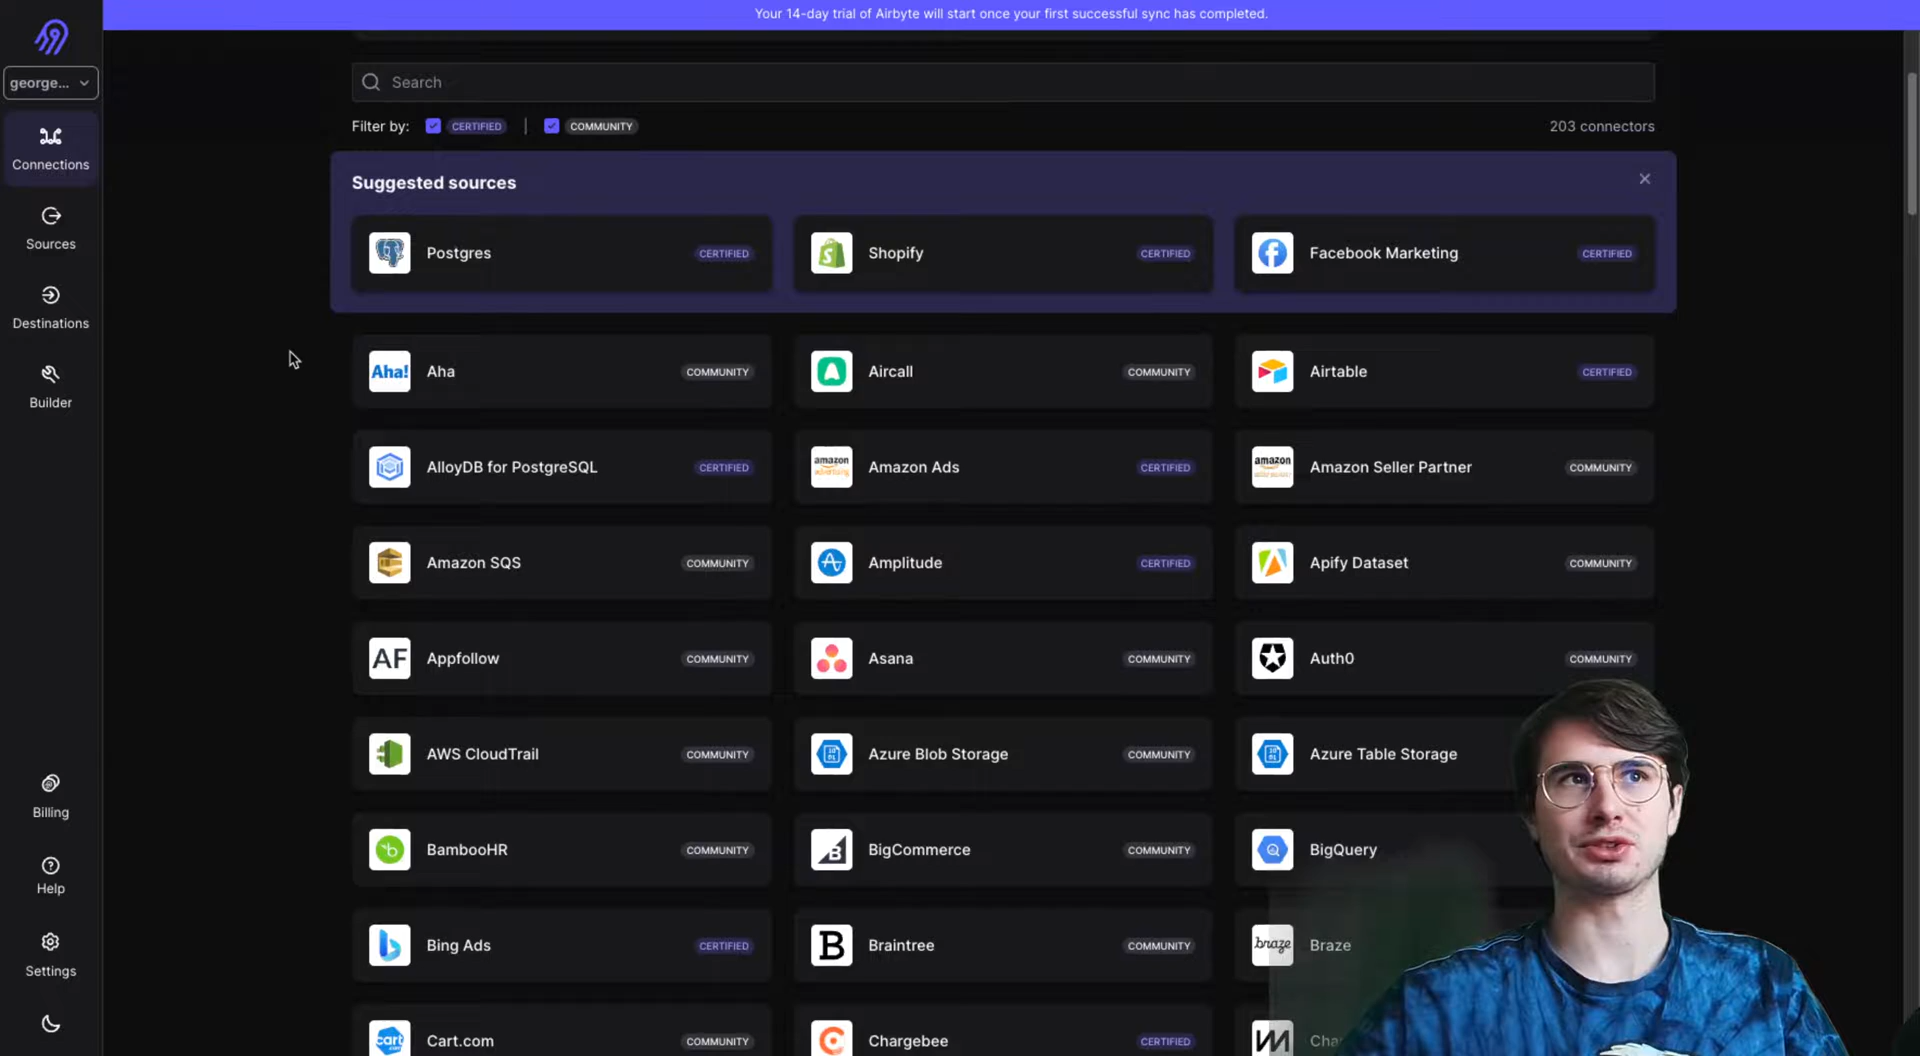 Your 14-day trial of Airbyte will start once your first successful sync has completed.
george...
Connections
Sources
Destinations
Builder
Billing
Help
Settings
Search
Filter by: CERTIFIED | COMMUNITY
203 connectors
Suggested sources
Postgres CERTIFIED
Shopify CERTIFIED
Facebook Marketing CERTIFIED
Aha! Aha COMMUNITY
Aircall COMMUNITY
Airtable CERTIFIED
AlloyDB for PostgreSQL CERTIFIED
amazon advertising Amazon Ads CERTIFIED
amazon Amazon Seller Partner COMMUNITY
Amazon SQS COMMUNITY
Amplitude CERTIFIED
Apify Dataset COMMUNITY
AF Appfollow COMMUNITY
Asana COMMUNITY
Auth0 COMMUNITY
AWS CloudTrail COMMUNITY
Azure Blob Storage COMMUNITY
Azure Table Storage
BambooHR COMMUNITY
BigCommerce COMMUNITY
BigQuery
Bing Ads CERTIFIED
Braintree COMMUNITY
braze Braze
cart Cart.com COMMUNITY
Chargebee CERTIFIED
Cha